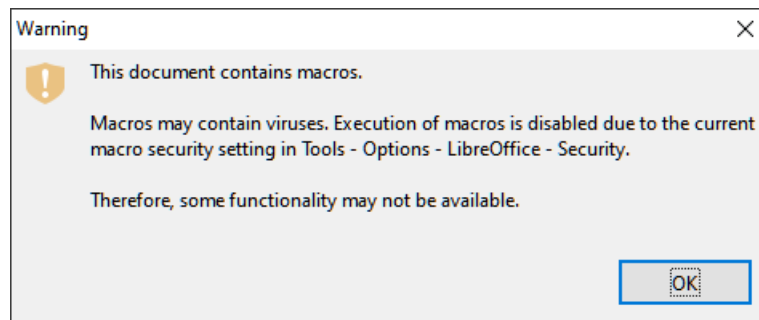 Warning
This document contains macros.
Macros may contain viruses. Execution of macros is disabled due to the current
macro security setting in Tools - Options - LibreOffice - Security.
Therefore, some functionality may not be available.
OK